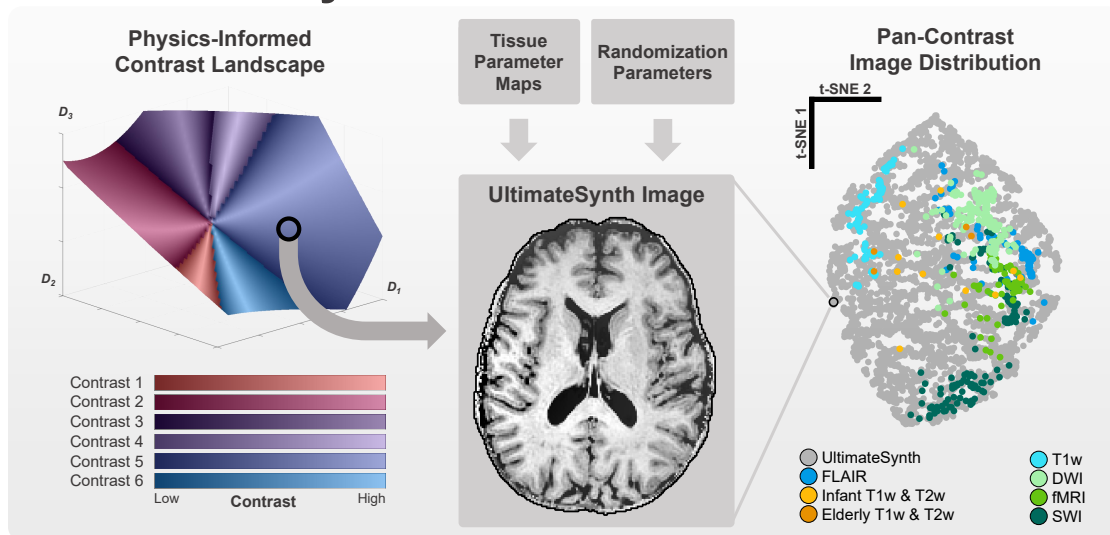 Physics-Informed
Contrast Landscape
D3
D2
D1
Contrast 1
Contrast 2
Contrast 3
Contrast 4
Contrast 5
Contrast 6
Low
Contrast
High
Tissue
Parameter
Maps
Randomization
Parameters
UltimateSynth Image
Pan-Contrast
Image Distribution
t-SNE 2
t-SNE 1
UltimateSynth
FLAIR
Infant T1w & T2w
Elderly T1w & T2w
T1w
DWI
fMRI
SWI